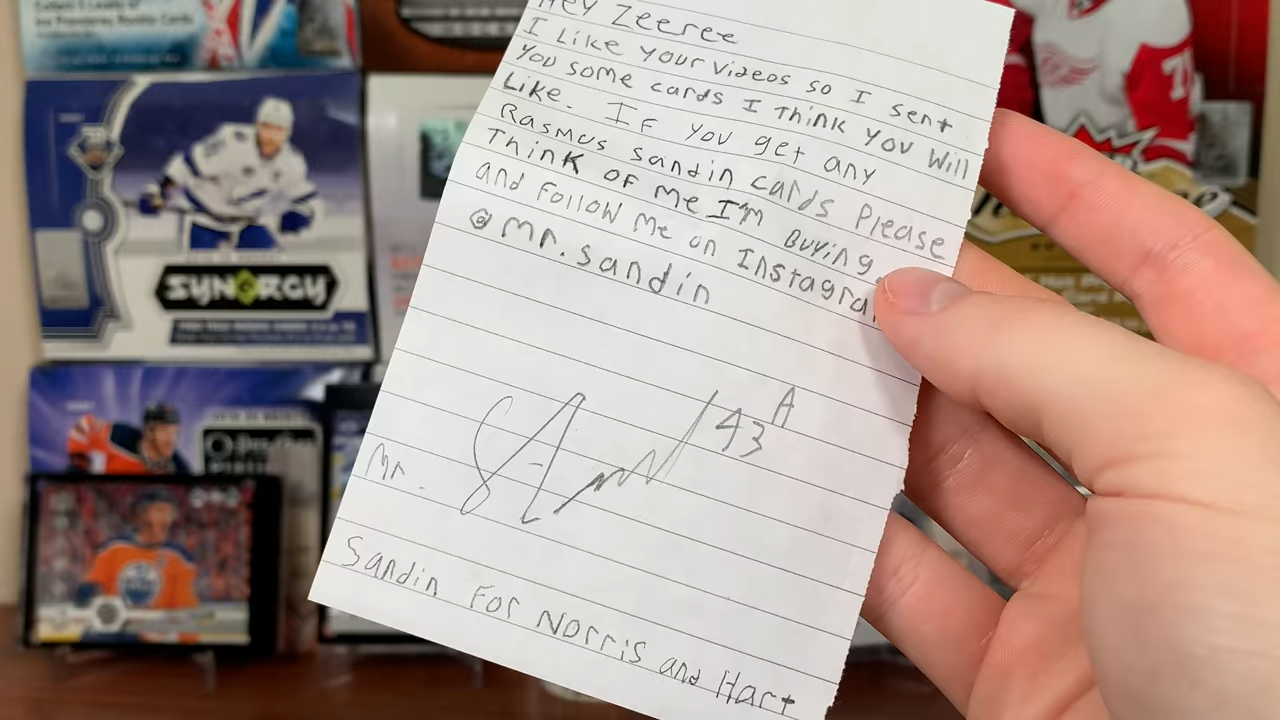 Hey Zeeree
I Like your videos so I sent
you some cards I think you will
Like. If you get any
Rasmus Sandin cards Please
Think of Me I'm Buying.
and Follow Me on Instagra
@mr.sandin
43 A
Mr.
Sandin For Norris and Hart
SYNERGY